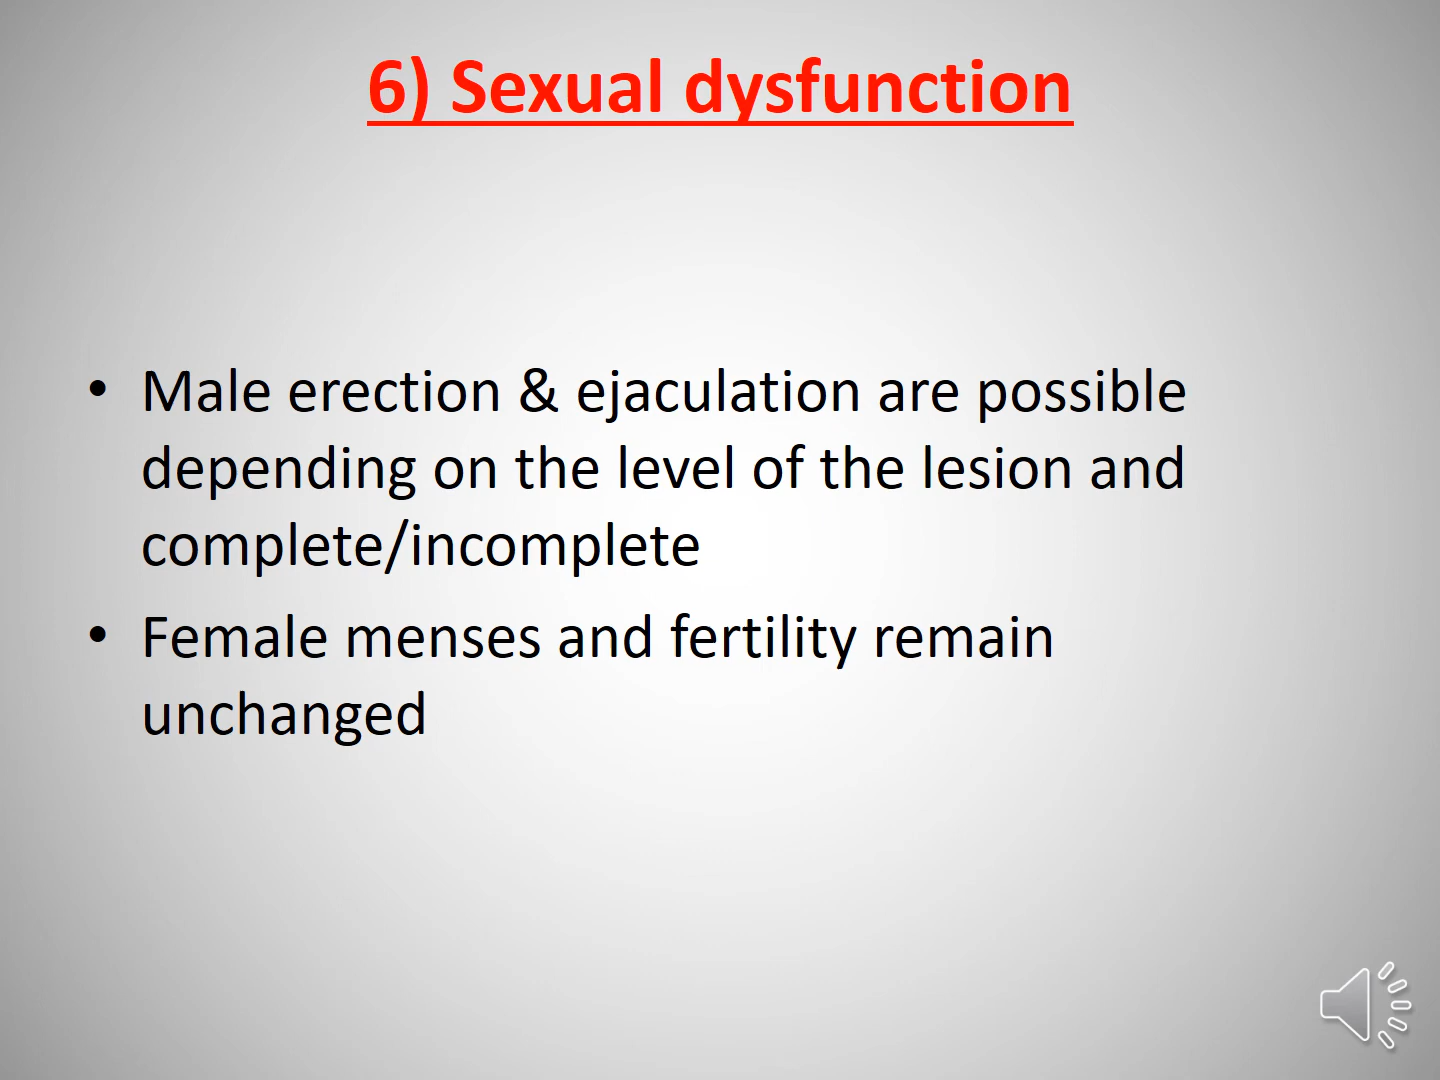 6) Sexual dysfunction
• Male erection & ejaculation are possible
depending on the level of the lesion and
complete/incomplete
• Female menses and fertility remain
unchanged